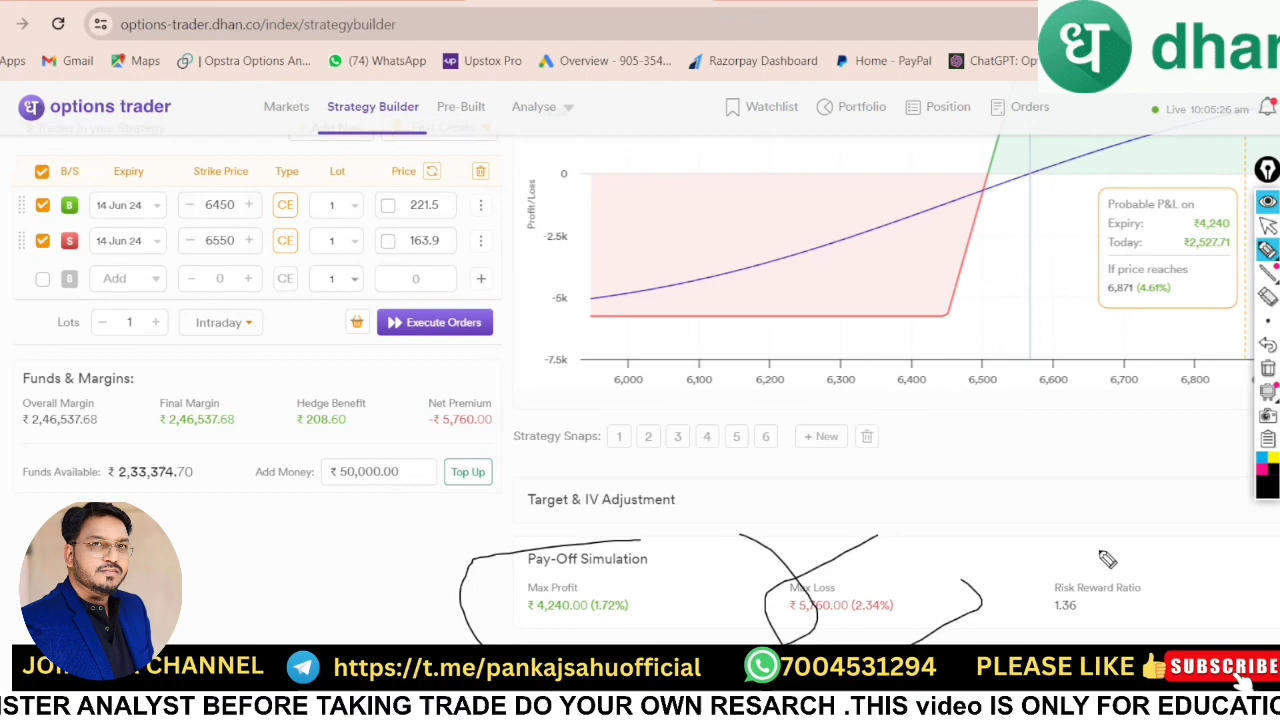 options-trader.dhan.co/index/strategybuilder
Apps Gmail Maps | Opstra Options An... (74) WhatsApp up Upstox Pro Overview - 905-354... Razorpay Dashboard Home - PayPal ChatGPT: Op
ध dhan
ध options trader Markets Strategy Builder Pre-Built Analyse Watchlist Portfolio Position Orders Live 10:05:26 am
B/S Expiry Strike Price Type Lot Price
B 14 Jun 24 − 6450 + CE 1 221.5
S 14 Jun 24 − 6550 + CE 1 163.9
B Add − 0 + CE 1 0 +
Lots − 1 + Intraday Execute Orders
Funds & Margins:
Overall Margin Final Margin Hedge Benefit Net Premium
₹ 2,46,537.68 ₹ 2,46,537.68 ₹ 208.60 -₹ 5,760.00
Funds Available: ₹ 2,33,374.70 Add Money: ₹ 50,000.00 Top Up
Profit/Loss
0
-2.5k
-5k
-7.5k
6,000 6,100 6,200 6,300 6,400 6,500 6,600 6,700 6,800
Probable P&L on
Expiry: ₹4,240
Today: ₹2,527.71
If price reaches
6,871 (4.61%)
Strategy Snaps: 1 2 3 4 5 6 + New
Target & IV Adjustment
Pay-Off Simulation
Max Profit Max Loss Risk Reward Ratio
₹ 4,240.00 (1.72%) ₹ 5,760.00 (2.34%) 1.36
CHANNEL https://t.me/pankajsahuofficial 7004531294 PLEASE LIKE SUBSCRIBE
ISTER ANALYST BEFORE TAKING TRADE DO YOUR OWN RESARCH .THIS video IS ONLY FOR EDUCATIO